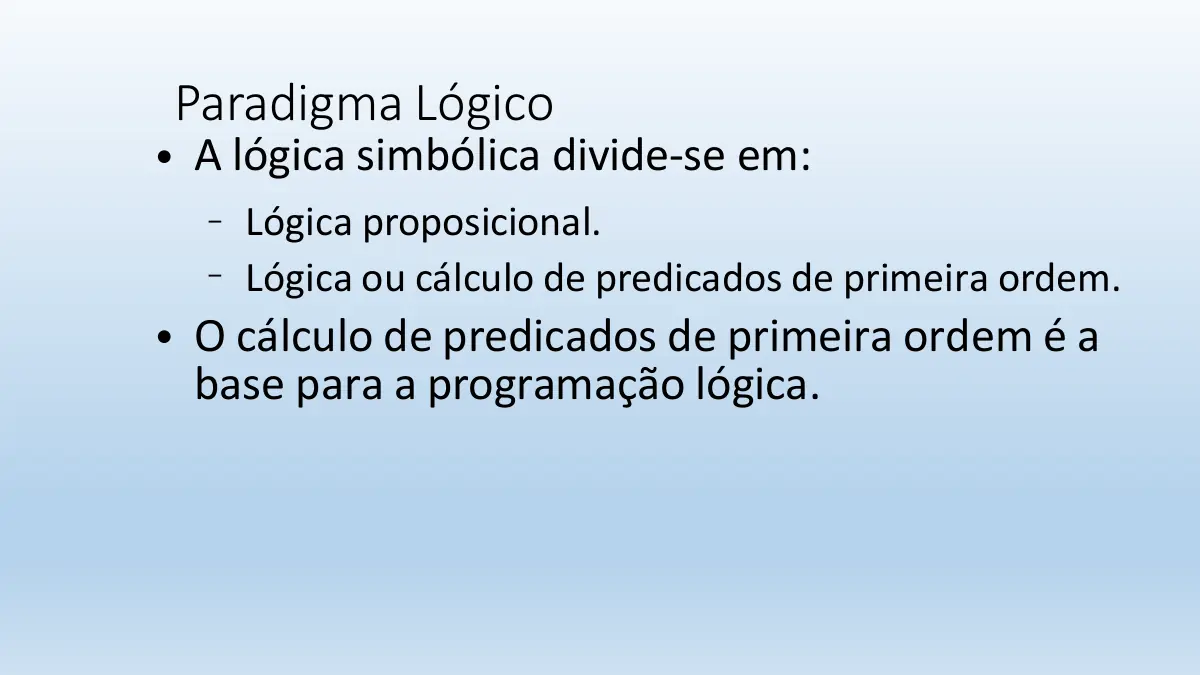 Paradigma Lógico
• A lógica simbólica divide-se em:
– Lógica proposicional.
– Lógica ou cálculo de predicados de primeira ordem.
• O cálculo de predicados de primeira ordem é a
base para a programação lógica.